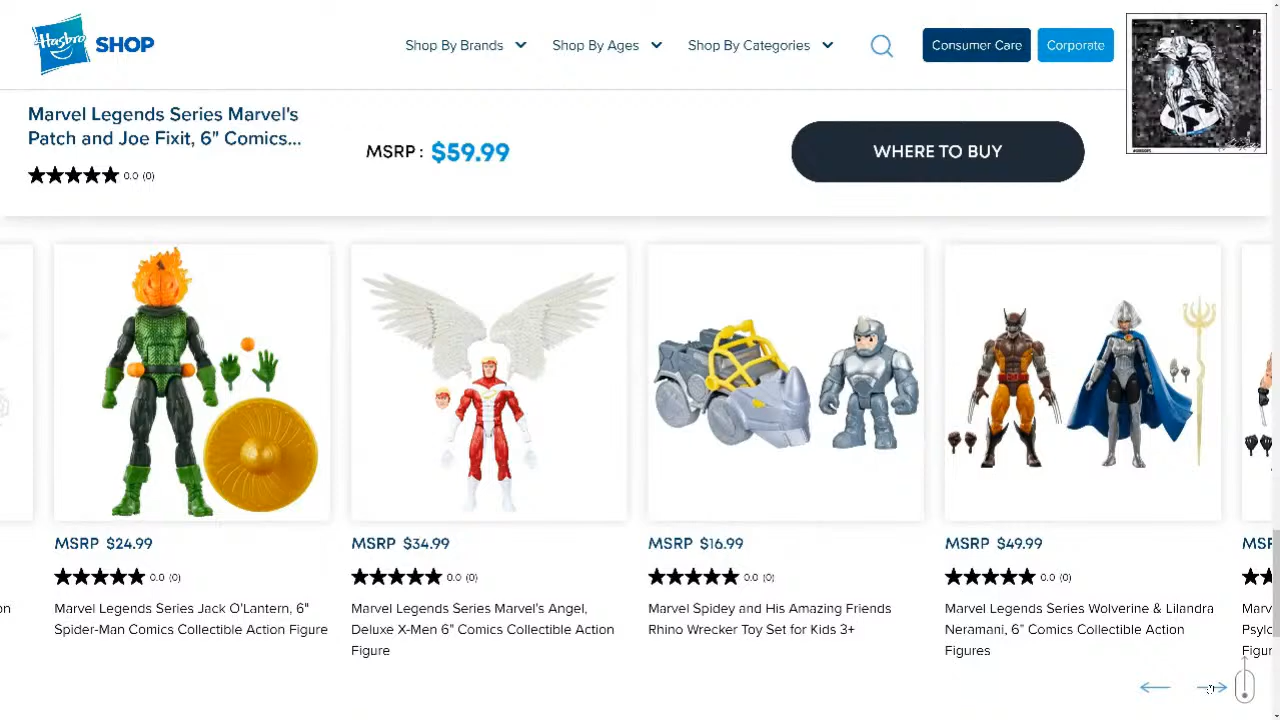 Hasbro SHOP
Shop By Brands
Shop By Ages
Shop By Categories
Consumer Care
Corporate
Marvel Legends Series Marvel's
Patch and Joe Fixit, 6" Comics...
0.0 (0)
MSRP : $59.99
WHERE TO BUY
MSRP $24.99
0.0 (0)
Marvel Legends Series Jack O'Lantern, 6"
Spider-Man Comics Collectible Action Figure
MSRP $34.99
0.0 (0)
Marvel Legends Series Marvel's Angel,
Deluxe X-Men 6" Comics Collectible Action
Figure
MSRP $16.99
0.0 (0)
Marvel Spidey and His Amazing Friends
Rhino Wrecker Toy Set for Kids 3+
MSRP $49.99
0.0 (0)
Marvel Legends Series Wolverine & Lilandra
Neramani, 6" Comics Collectible Action
Figures